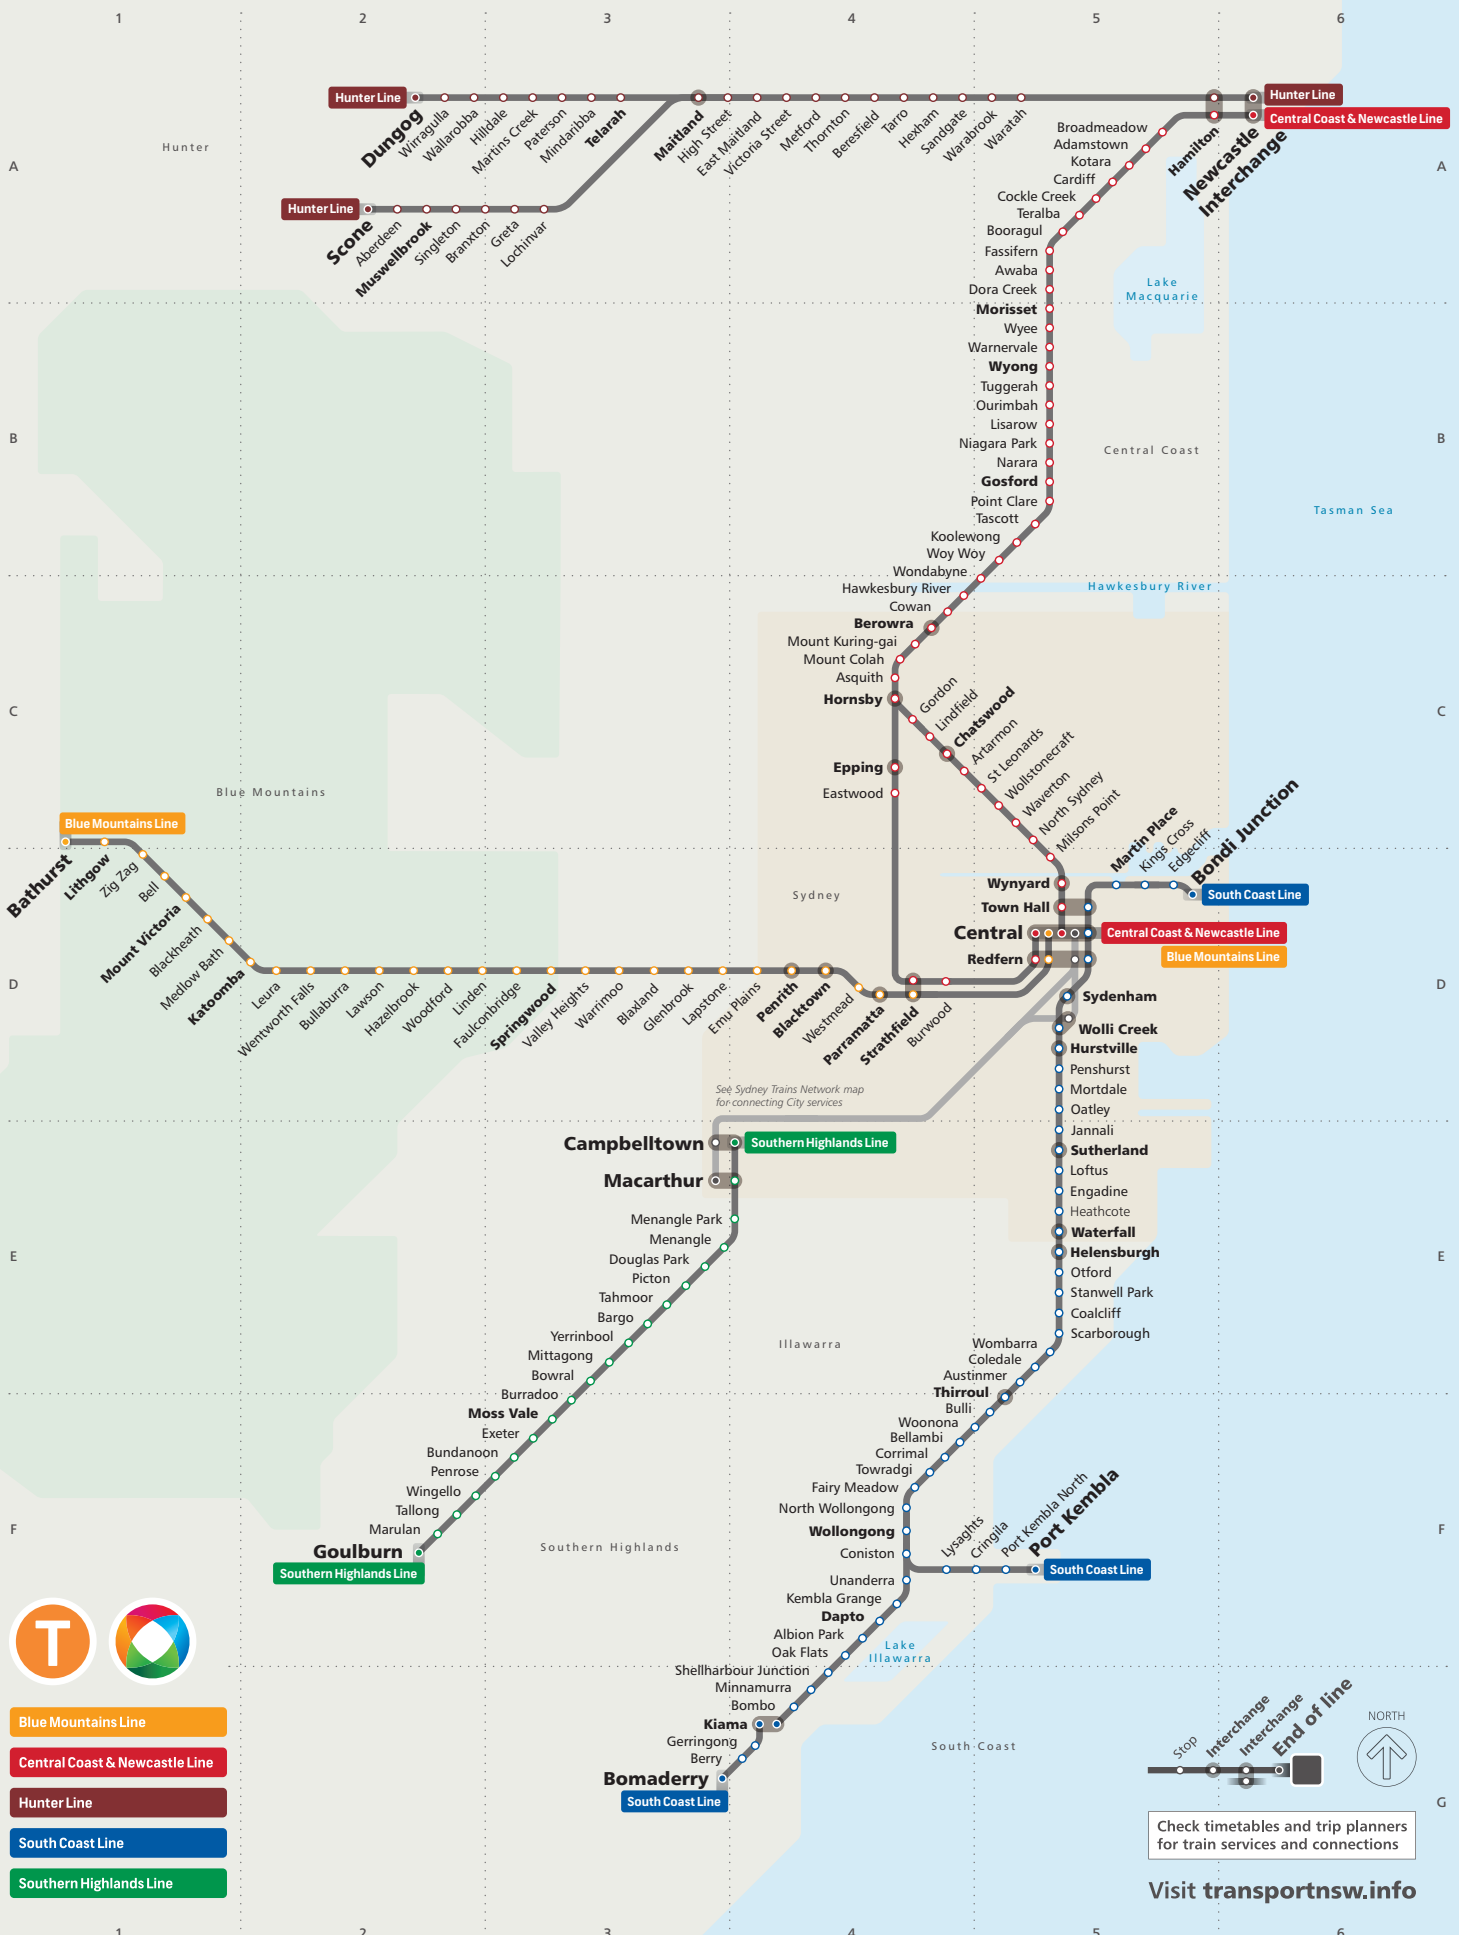 1 2 3 4 5 6
Hunter Line
Dungog
Wirragulla
Wallarobba
Hilldale
Martins Creek
Paterson
Mindaribba
Telarah
Maitland
High Street
East Maitland
Victoria Street
Metford
Thornton
Beresfield
Tarro
Hexham
Sandgate
Warabrook
Waratah
Hamilton
Newcastle
Interchange
Hunter Line
Central Coast & Newcastle Line
Hunter
A
A
Hunter Line
Scone
Aberdeen
Muswellbrook
Singleton
Branxton
Greta
Lochinvar
Broadmeadow
Adamstown
Kotara
Cardiff
Cockle Creek
Teralba
Booragul
Fassifern
Awaba
Dora Creek
Lake
Macquarie
Morisset
Wyee
Warnervale
Wyong
Tuggerah
Ourimbah
Lisarow
Niagara Park
Narara
Gosford
Point Clare
Tascott
Koolewong
Woy Woy
Wondabyne
B
B
Central Coast
Tasman Sea
Hawkesbury River
Hawkesbury River
Cowan
Berowra
Mount Kuring-gai
Mount Colah
Asquith
Hornsby
Gordon
Lindfield
Chatswood
Artarmon
St Leonards
Wollstonecraft
Waverton
North Sydney
Milsons Point
Epping
Eastwood
C
C
Blue Mountains
Blue Mountains Line
Bathurst
Lithgow
Zig Zag
Bell
Mount Victoria
Blackheath
Medlow Bath
Katoomba
Leura
Wentworth Falls
Bullaburra
Lawson
Hazelbrook
Woodford
Linden
Faulconbridge
Springwood
Valley Heights
Warrimoo
Blaxland
Glenbrook
Lapstone
Emu Plains
Penrith
Blacktown
Westmead
Parramatta
Strathfield
Burwood
Sydney
Wynyard
Town Hall
Central
Redfern
Martin Place
Kings Cross
Edgecliff
Bondi Junction
South Coast Line
Central Coast & Newcastle Line
Blue Mountains Line
D
D
Sydenham
Wolli Creek
Hurstville
Penshurst
Mortdale
Oatley
Jannali
Sutherland
Loftus
Engadine
Heathcote
Waterfall
Helensburgh
Otford
Stanwell Park
Coalcliff
Scarborough
Wombarra
Coledale
Austinmer
Thirroul
Bulli
Woonona
Bellambi
Corrimal
Towradgi
Fairy Meadow
North Wollongong
Wollongong
Coniston
See Sydney Trains Network map
for connecting City services
Campbelltown
Southern Highlands Line
Macarthur
Menangle Park
Menangle
Douglas Park
Picton
Tahmoor
Bargo
Yerrinbool
Mittagong
Bowral
Burradoo
Moss Vale
Exeter
Bundanoon
Penrose
Wingello
Tallong
Marulan
Goulburn
Southern Highlands Line
E
E
Illawarra
Southern Highlands
F
F
Lysaghts
Cringila
Port Kembla North
Port Kembla
South Coast Line
Unanderra
Kembla Grange
Dapto
Albion Park
Oak Flats
Shellharbour Junction
Minnamurra
Bombo
Kiama
Gerringong
Berry
Bomaderry
South Coast Line
Lake
Illawarra
South Coast
T
Blue Mountains Line
Central Coast & Newcastle Line
Hunter Line
South Coast Line
Southern Highlands Line
Stop
Interchange
Interchange
End of line
NORTH
G
Check timetables and trip planners
for train services and connections
Visit transportnsw.info
1 2 3 4 5 6